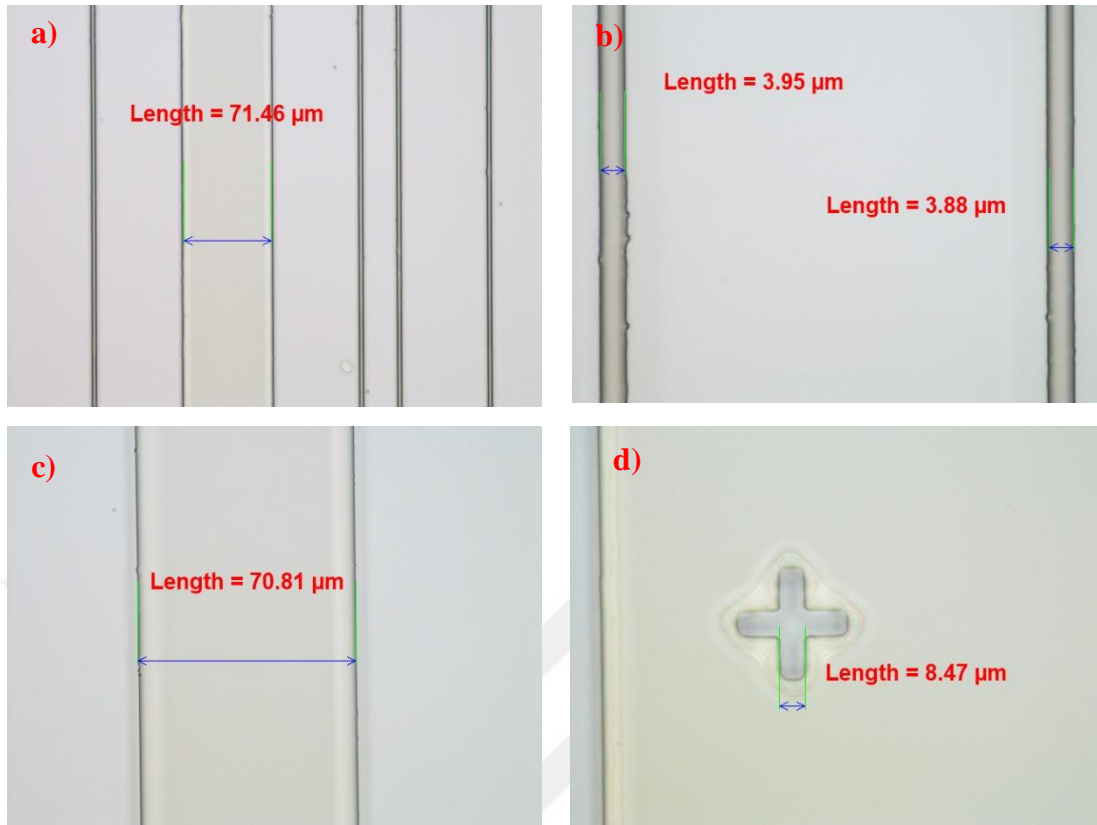 a)
Length = 71.46 µm
b)
Length = 3.95 µm
Length = 3.88 µm
c)
Length = 70.81 µm
d)
Length = 8.47 µm